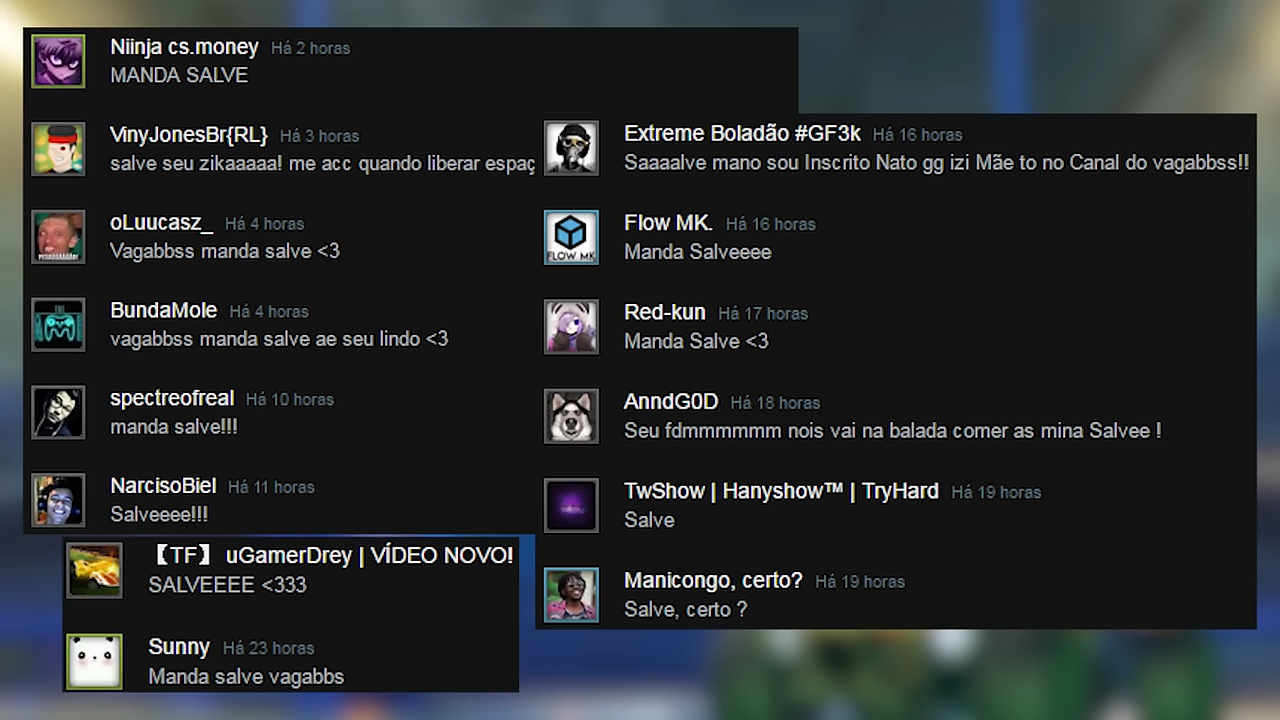 Niinja cs.money Há 2 horas
MANDA SALVE
VinyJonesBr{RL} Há 3 horas
salve seu zikaaaaa! me acc quando liberar espaç
oLuucasz_ Há 4 horas
Vagabbss manda salve <3
BundaMole Há 4 horas
vagabbss manda salve ae seu lindo <3
spectreofreal Há 10 horas
manda salve!!!
NarcisoBiel Há 11 horas
Salveeee!!!
【TF】 uGamerDrey | VÍDEO NOVO!
SALVEEEE <333
Sunny Há 23 horas
Manda salve vagabbs
Extreme Boladão #GF3k Há 16 horas
Saaaalve mano sou Inscrito Nato gg izi Mãe to no Canal do vagabbss!!
Flow MK. Há 16 horas
Manda Salveeee
FLOW MK
Red-kun Há 17 horas
Manda Salve <3
AnndG0D Há 18 horas
Seu fdmmmmmm nois vai na balada comer as mina Salvee !
TwShow | Hanyshow™ | TryHard Há 19 horas
Salve
Manicongo, certo? Há 19 horas
Salve, certo ?